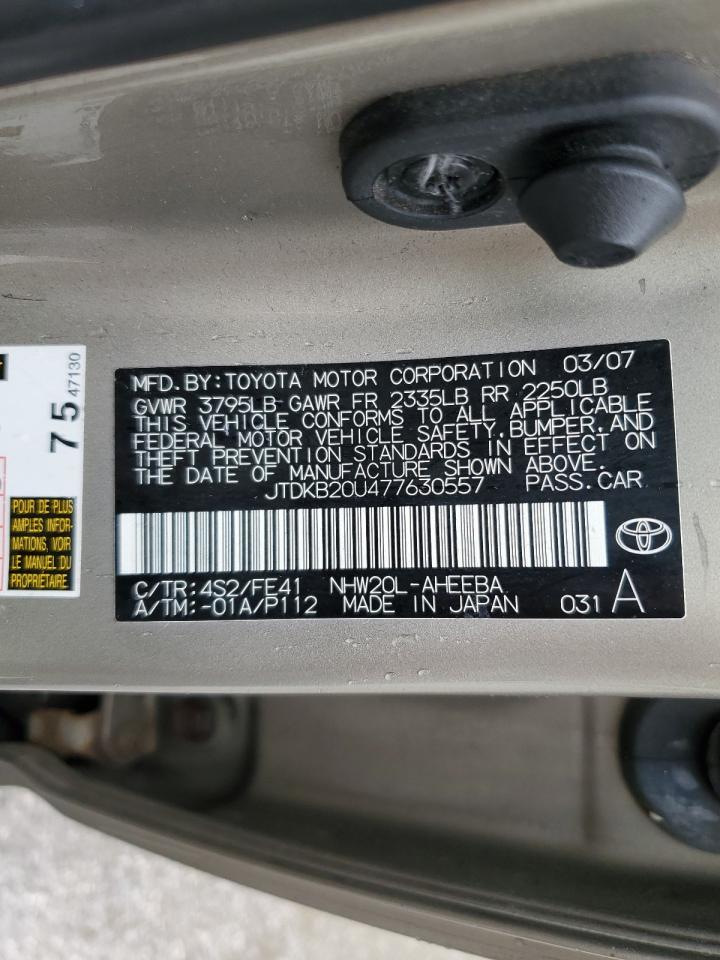 MFD. BY: TOYOTA MOTOR CORPORATION 03/07
GVWR 3795LB GAWR FR 2335LB RR 2250LB
THIS VEHICLE CONFORMS TO ALL APPLICABLE
FEDERAL MOTOR VEHICLE SAFETY, BUMPER, AND
THEFT PREVENTION STANDARDS IN EFFECT ON
THE DATE OF MANUFACTURE SHOWN ABOVE.
JTDKB20U477630557 PASS. CAR
C/TR: 4S2/FE41 NHW20L-AHEEBA
A/TM: -01A/P112 MADE IN JAPAN 031 A
75 47130
POUR DE PLUS
AMPLES INFOR-
MATIONS, VOIR
LE MANUEL DU
PROPRIÉTAIRE